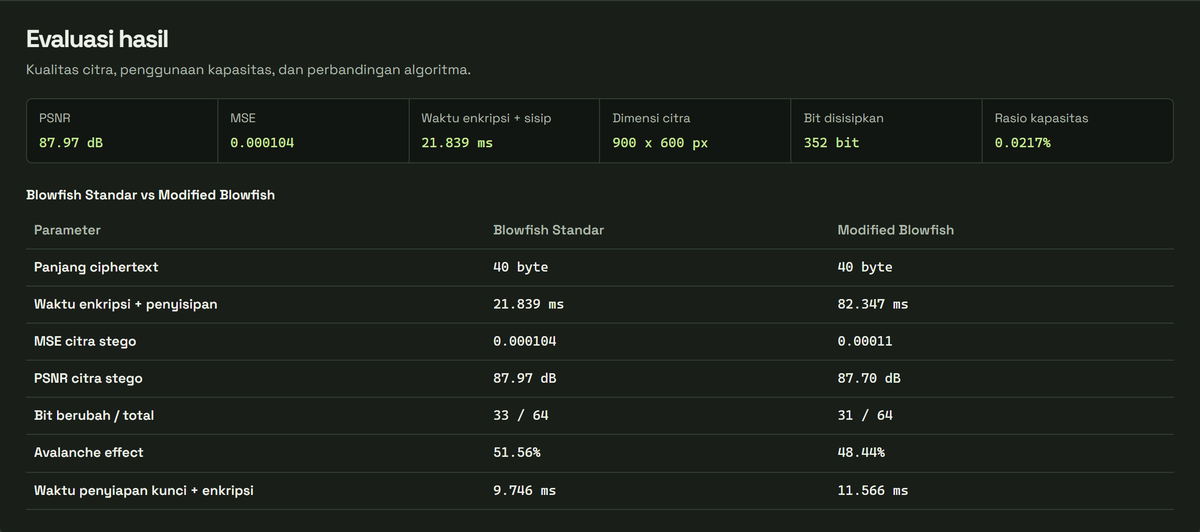 Evaluasi hasil
Kualitas citra, penggunaan kapasitas, dan perbandingan algoritma.
PSNR MSE Waktu enkripsi + sisip Dimensi citra Bit disisipkan Rasio kapasitas
87.97 dB 0.000104 21.839 ms 900 x 600 px 352 bit 0.0217%
Blowfish Standar vs Modified Blowfish
Parameter Blowfish Standar Modified Blowfish
Panjang ciphertext 40 byte 40 byte
Waktu enkripsi + penyisipan 21.839 ms 82.347 ms
MSE citra stego 0.000104 0.00011
PSNR citra stego 87.97 dB 87.70 dB
Bit berubah / total 33 / 64 31 / 64
Avalanche effect 51.56% 48.44%
Waktu penyiapan kunci + enkripsi 9.746 ms 11.566 ms